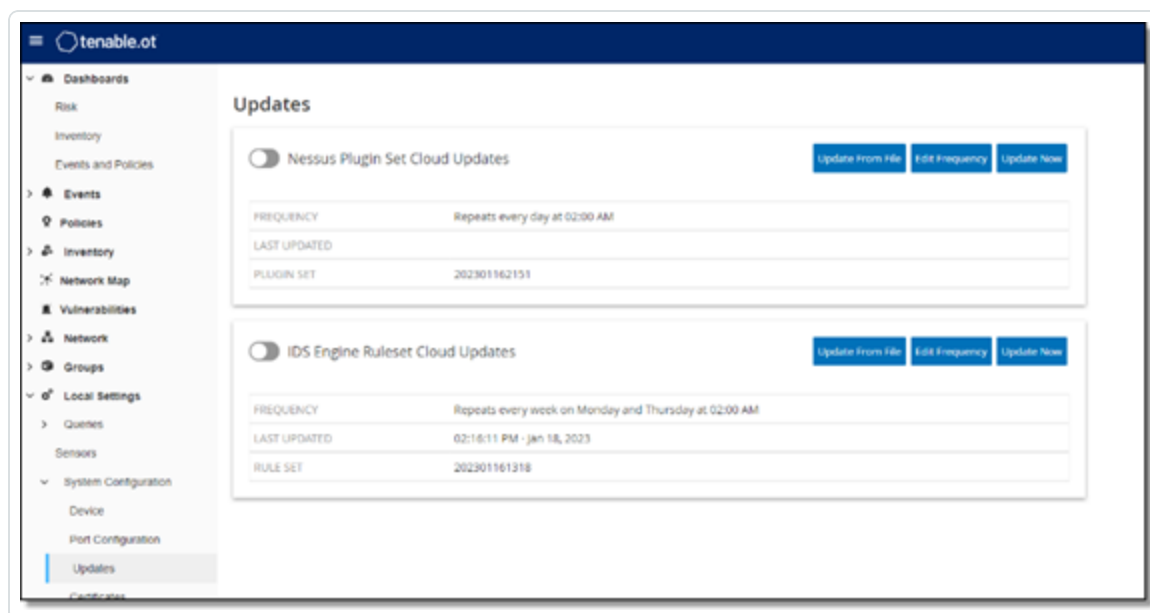 tenable.ot
Dashboards
Risk
Inventory
Events and Policies
Events
Policies
Inventory
Network Map
Vulnerabilities
Network
Groups
Local Settings
Queries
Sensors
System Configuration
Device
Port Configuration
Updates
Certificates
Updates
Nessus Plugin Set Cloud Updates
Update From File Edit Frequency Update Now
FREQUENCY Repeats every day at 02:00 AM
LAST UPDATED
PLUGIN SET 202301162151
IDS Engine Ruleset Cloud Updates
Update From File Edit Frequency Update Now
FREQUENCY Repeats every week on Monday and Thursday at 02:00 AM
LAST UPDATED 02:16:11 PM - Jan 18, 2023
RULE SET 202301161318